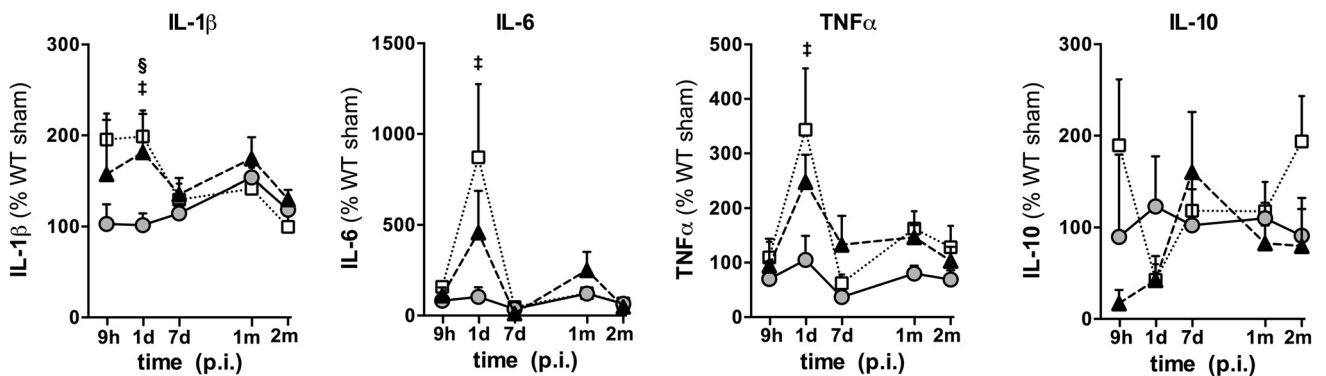 IL-1β
IL-1β (% WT sham)
300
200
100
0
§
‡
9h 1d 7d 1m 2m
time (p.i.)
IL-6
IL-6 (% WT sham)
1500
1000
500
0
‡
9h 1d 7d 1m 2m
time (p.i.)
TNFα
TNFα (% WT sham)
500
400
300
200
100
0
‡
9h 1d 7d 1m 2m
time (p.i.)
IL-10
IL-10 (% WT sham)
300
200
100
0
9h 1d 7d 1m 2m
time (p.i.)